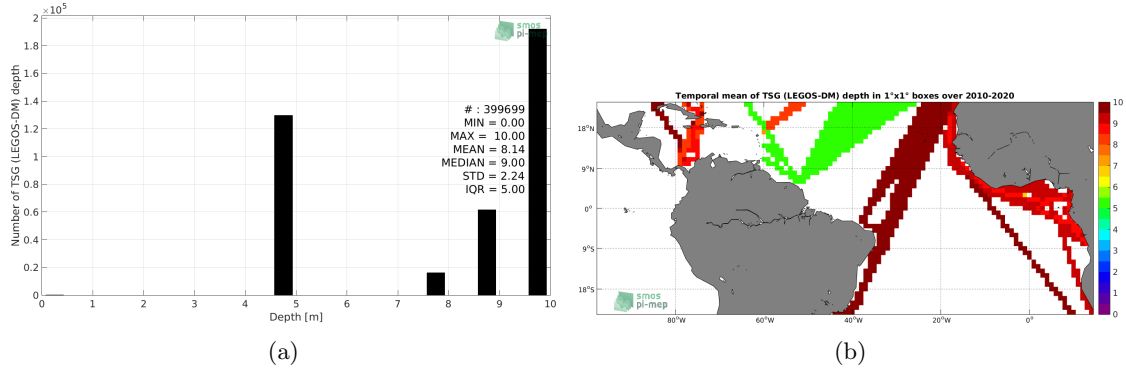 ×10⁵
2
1.8
1.6
1.4
1.2
1
0.8
0.6
0.4
0.2
0
Number of TSG (LEGOS-DM) depth
smos
pi-mep
# : 399699
MIN = 0.00
MAX = 10.00
MEAN = 8.14
MEDIAN = 9.00
STD = 2.24
IQR = 5.00
0 1 2 3 4 5 6 7 8 9 10
Depth [m]
(a)
Temporal mean of TSG (LEGOS-DM) depth in 1°x1° boxes over 2010-2020
18°N
9°N
0°
9°S
18°S
80°W 60°W 40°W 20°W 0°
smos
pi-mep
10
9
8
7
6
5
4
3
2
1
0
(b)